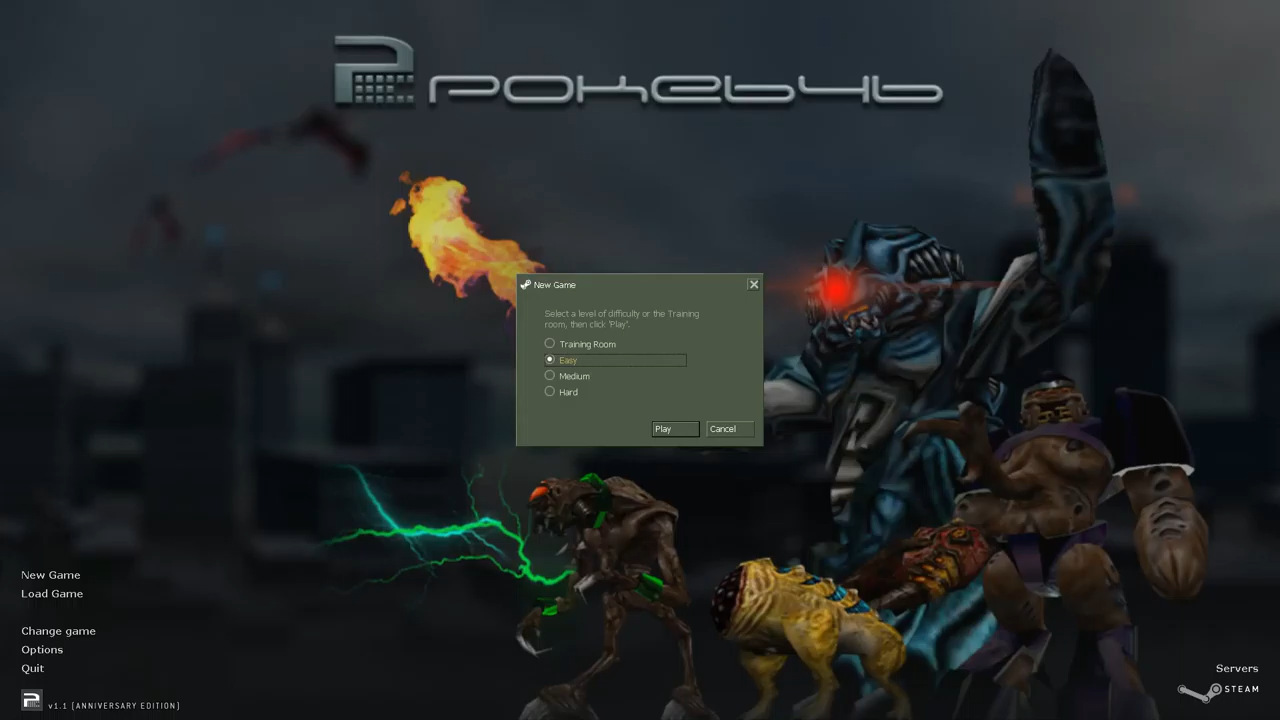 рокеьчь
New Game
Select a level of difficulty or the Training
room, then click 'Play'.
Training Room
Easy
Medium
Hard
Play
Cancel
New Game
Load Game
Change game
Options
Quit
v1.1 [ANNIVERSARY EDITION]
Servers
STEAM